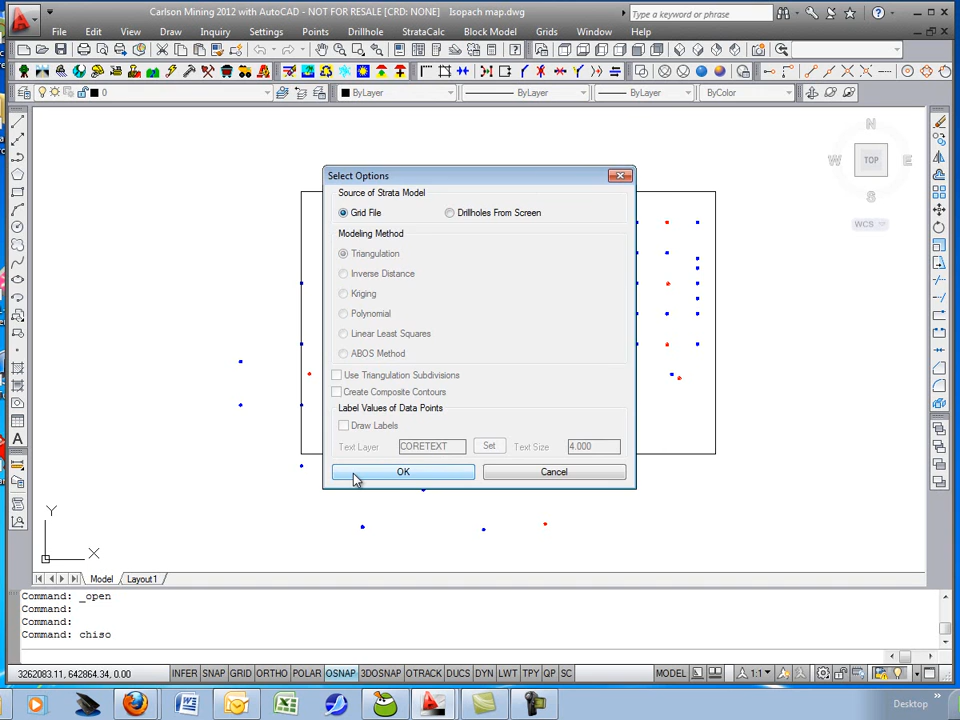 Carlson Mining 2012 with AutoCAD - NOT FOR RESALE [CRD: NONE] Isopach map.dwg
Type a keyword or phrase
File Edit View Draw Inquiry Settings Points Drillhole StrataCalc Block Model Grids Window Help
0 ByLayer ByLayer ByLayer ByColor
N
W TOP E
S
WCS
Select Options
Source of Strata Model
Grid File Drillholes From Screen
Modeling Method
Triangulation
Inverse Distance
Kriging
Polynomial
Linear Least Squares
ABOS Method
Use Triangulation Subdivisions
Create Composite Contours
Label Values of Data Points
Draw Labels
Text Layer CORETEXT Set Text Size 4.000
OK Cancel
Y
X
Model Layout1
Command: _open
Command:
Command:
Command: chiso
3262083.11, 642864.34, 0.00 INFER SNAP GRID ORTHO POLAR OSNAP 3DOSNAP OTRACK DUCS DYN LWT TPY QP SC MODEL 1:1
Desktop